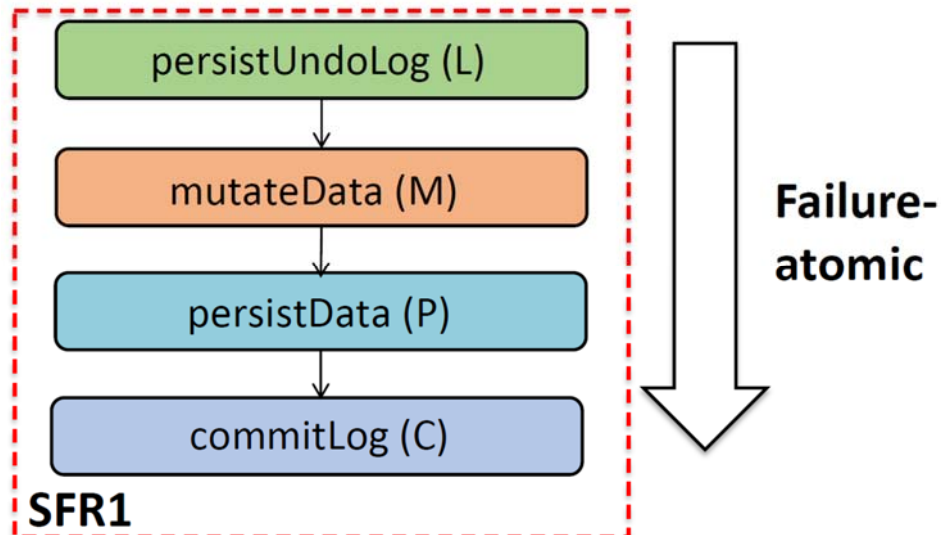 persistUndoLog (L)
mutateData (M)
persistData (P)
commitLog (C)
SFR1
Failure-
atomic